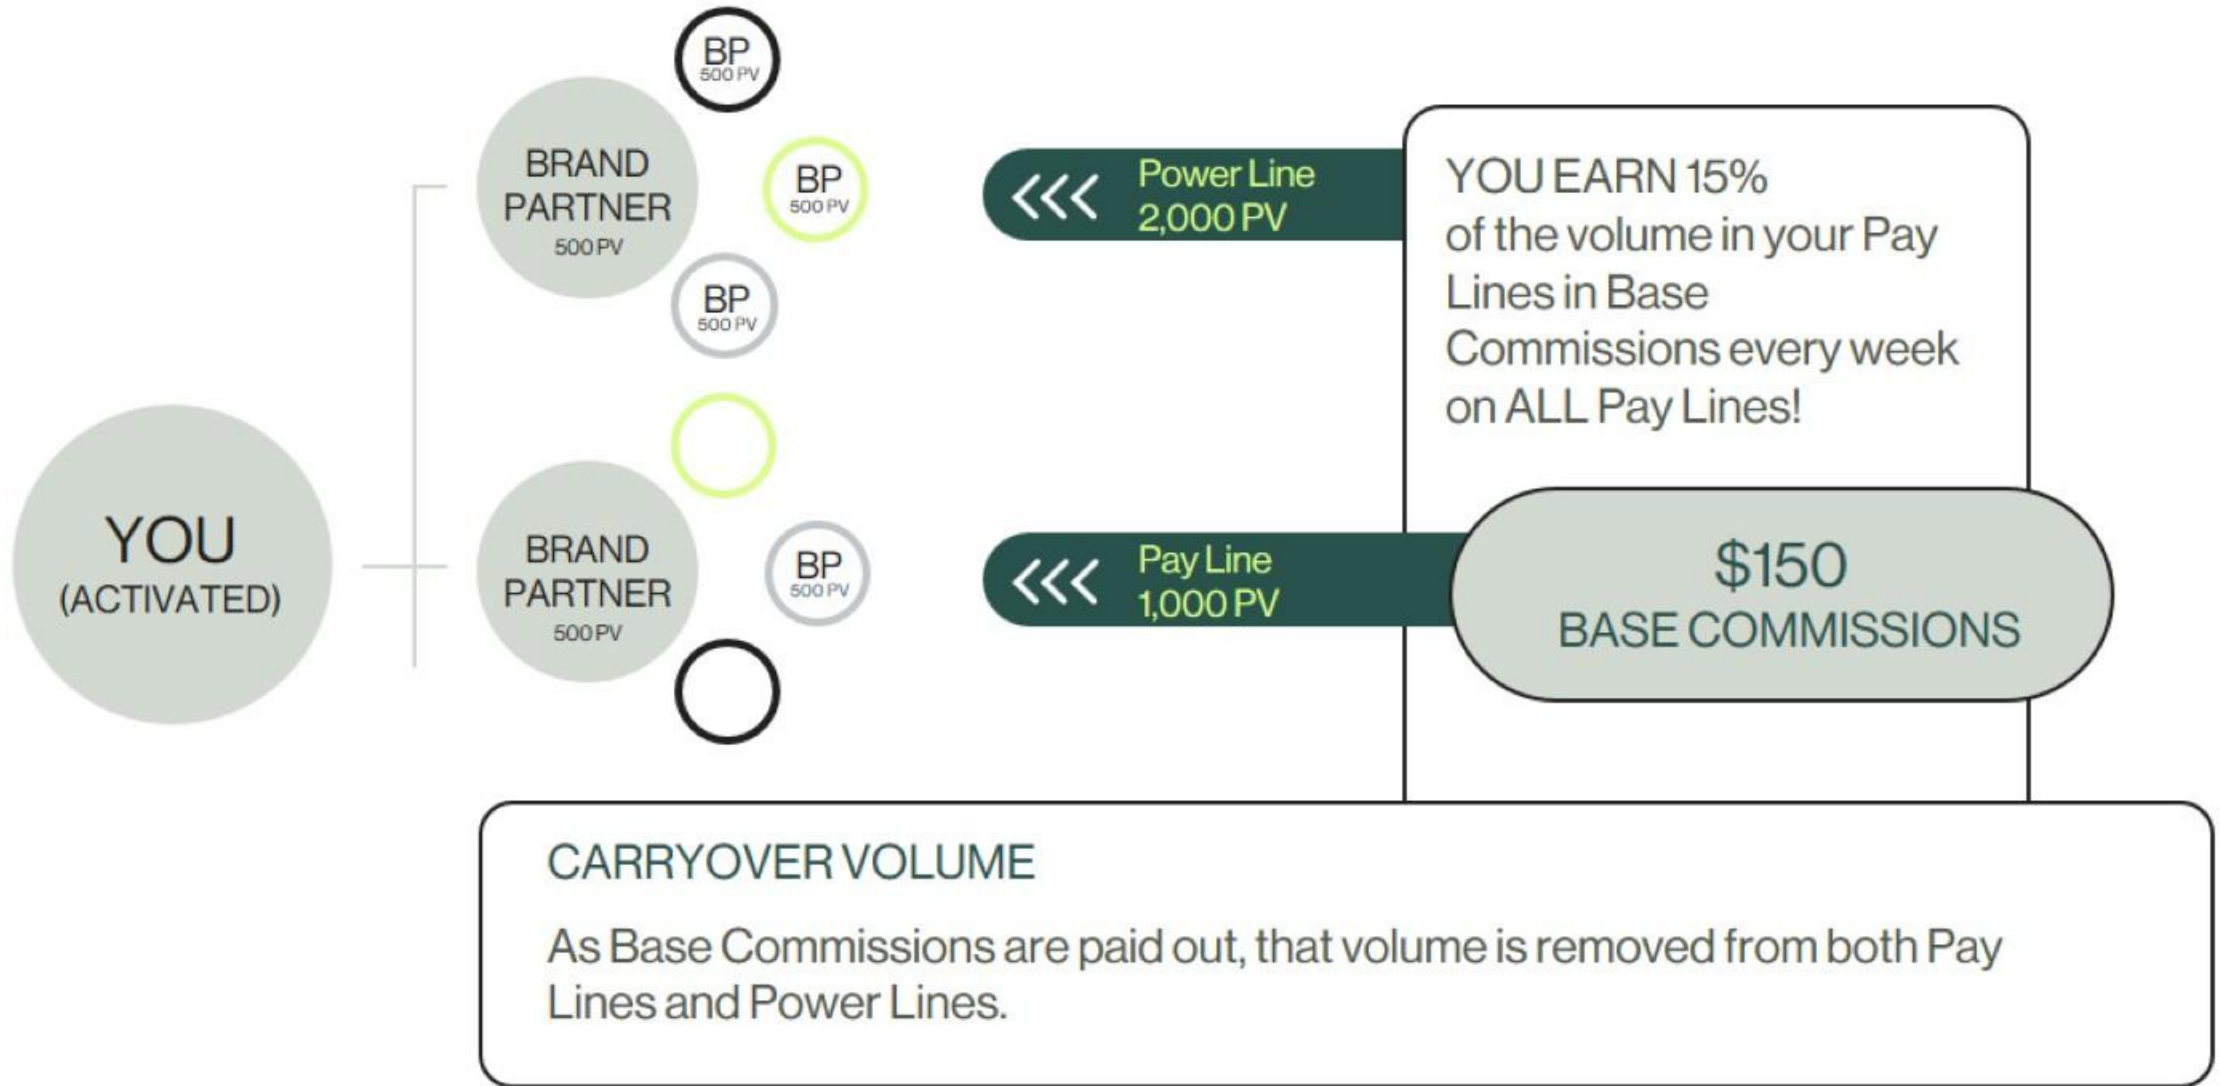 BP
500 PV
BRAND
PARTNER
500 PV
BP
500 PV
BP
500 PV
Power Line
2,000 PV
YOU EARN 15%
of the volume in your Pay
Lines in Base
Commissions every week
on ALL Pay Lines!
YOU
(ACTIVATED)
BRAND
PARTNER
500 PV
BP
500 PV
Pay Line
1,000 PV
$150
BASE COMMISSIONS
CARRYOVER VOLUME
As Base Commissions are paid out, that volume is removed from both Pay
Lines and Power Lines.